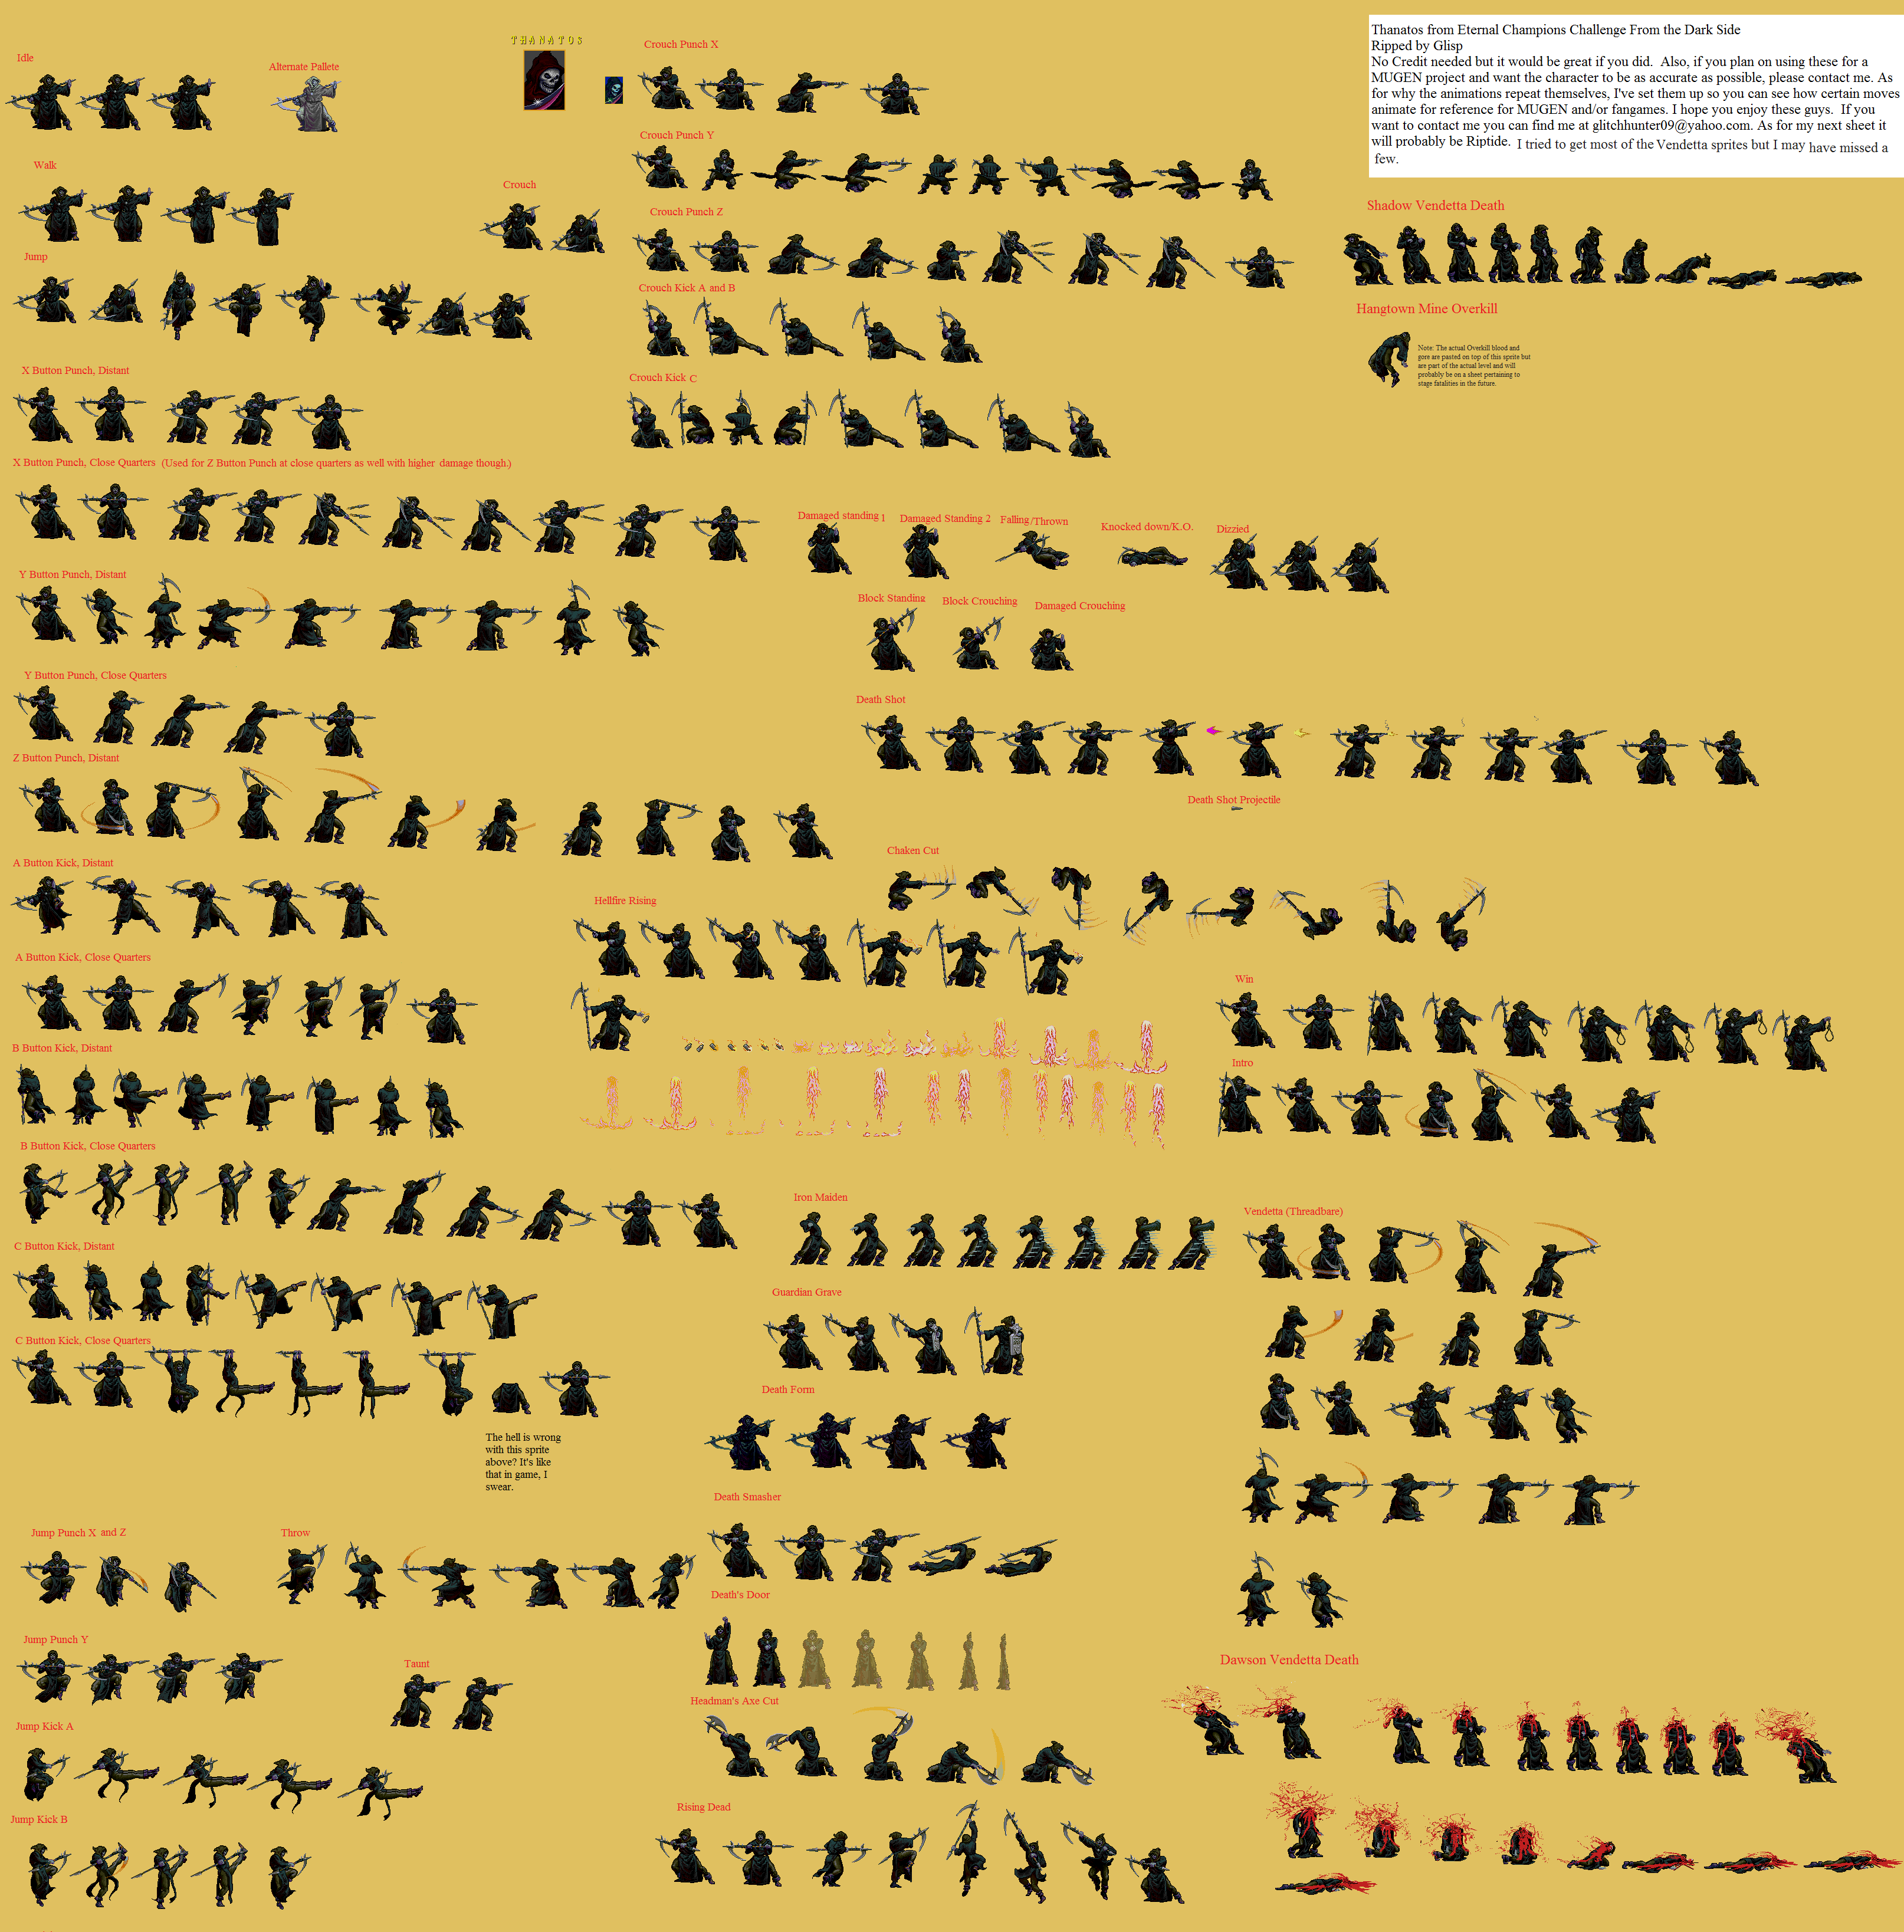 THANATOS
Thanatos from Eternal Champions Challenge From the Dark Side
Ripped by Glisp
No Credit needed but it would be great if you did.  Also, if you plan on using these for a
MUGEN project and want the character to be as accurate as possible, please contact me. As
for why the animations repeat themselves, I've set them up so you can see how certain moves
animate for reference for MUGEN and/or fangames. I hope you enjoy these guys.  If you
want to contact me you can find me at glitchhunter09@yahoo.com. As for my next sheet it
will probably be Riptide. I tried to get most of the Vendetta sprites but I may have missed a
few.
Idle
Alternate Pallete
Walk
Crouch
Jump
X Button Punch, Distant
X Button Punch, Close Quarters (Used for Z Button Punch at close quarters as well with higher damage though.)
Y Button Punch, Distant
Y Button Punch, Close Quarters
Z Button Punch, Distant
A Button Kick, Distant
A Button Kick, Close Quarters
B Button Kick, Distant
B Button Kick, Close Quarters
C Button Kick, Distant
C Button Kick, Close Quarters
The hell is wrong
with this sprite
above? It's like
that in game, I
swear.
Jump Punch X and Z
Throw
Jump Punch Y
Taunt
Jump Kick A
Jump Kick B
Crouch Punch X
Crouch Punch Y
Crouch Punch Z
Crouch Kick A and B
Crouch Kick C
Damaged standing 1
Damaged Standing 2
Falling/Thrown
Knocked down/K.O.
Dizzied
Block Standing
Block Crouching
Damaged Crouching
Death Shot
Death Shot Projectile
Chaken Cut
Hellfire Rising
Win
Intro
Iron Maiden
Guardian Grave
Death Form
Death Smasher
Death's Door
Headman's Axe Cut
Rising Dead
Shadow Vendetta Death
Hangtown Mine Overkill
Note: The actual Overkill blood and
gore are pasted on top of this sprite but
are part of the actual level and will
probably be on a sheet pertaining to
stage fatalities in the future.
Vendetta (Threadbare)
Dawson Vendetta Death